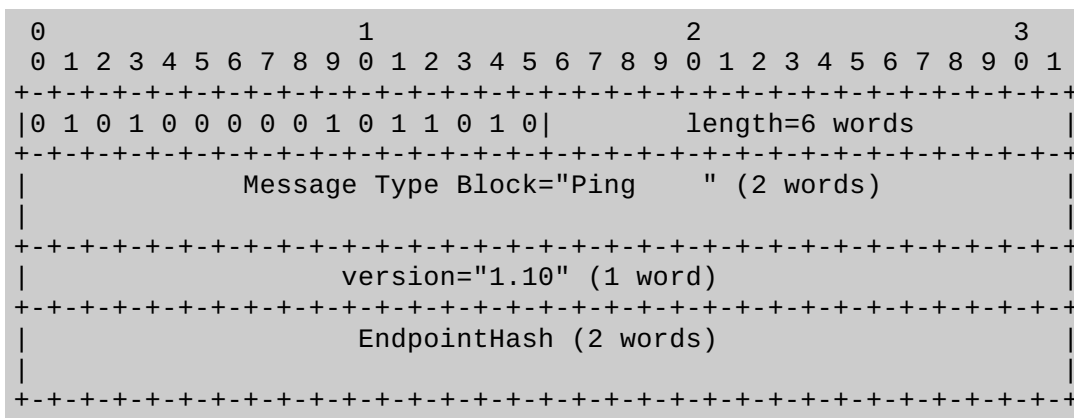 0                   1                   2                   3
 0 1 2 3 4 5 6 7 8 9 0 1 2 3 4 5 6 7 8 9 0 1 2 3 4 5 6 7 8 9 0 1
+-+-+-+-+-+-+-+-+-+-+-+-+-+-+-+-+-+-+-+-+-+-+-+-+-+-+-+-+-+-+-+-+
|0 1 0 1 0 0 0 0 0 1 0 1 1 0 1 0|        length=6 words         |
+-+-+-+-+-+-+-+-+-+-+-+-+-+-+-+-+-+-+-+-+-+-+-+-+-+-+-+-+-+-+-+-+
|             Message Type Block="Ping    " (2 words)           |
|                                                               |
+-+-+-+-+-+-+-+-+-+-+-+-+-+-+-+-+-+-+-+-+-+-+-+-+-+-+-+-+-+-+-+-+
|                   version="1.10" (1 word)                     |
+-+-+-+-+-+-+-+-+-+-+-+-+-+-+-+-+-+-+-+-+-+-+-+-+-+-+-+-+-+-+-+-+
|                    EndpointHash (2 words)                     |
|                                                               |
+-+-+-+-+-+-+-+-+-+-+-+-+-+-+-+-+-+-+-+-+-+-+-+-+-+-+-+-+-+-+-+-+